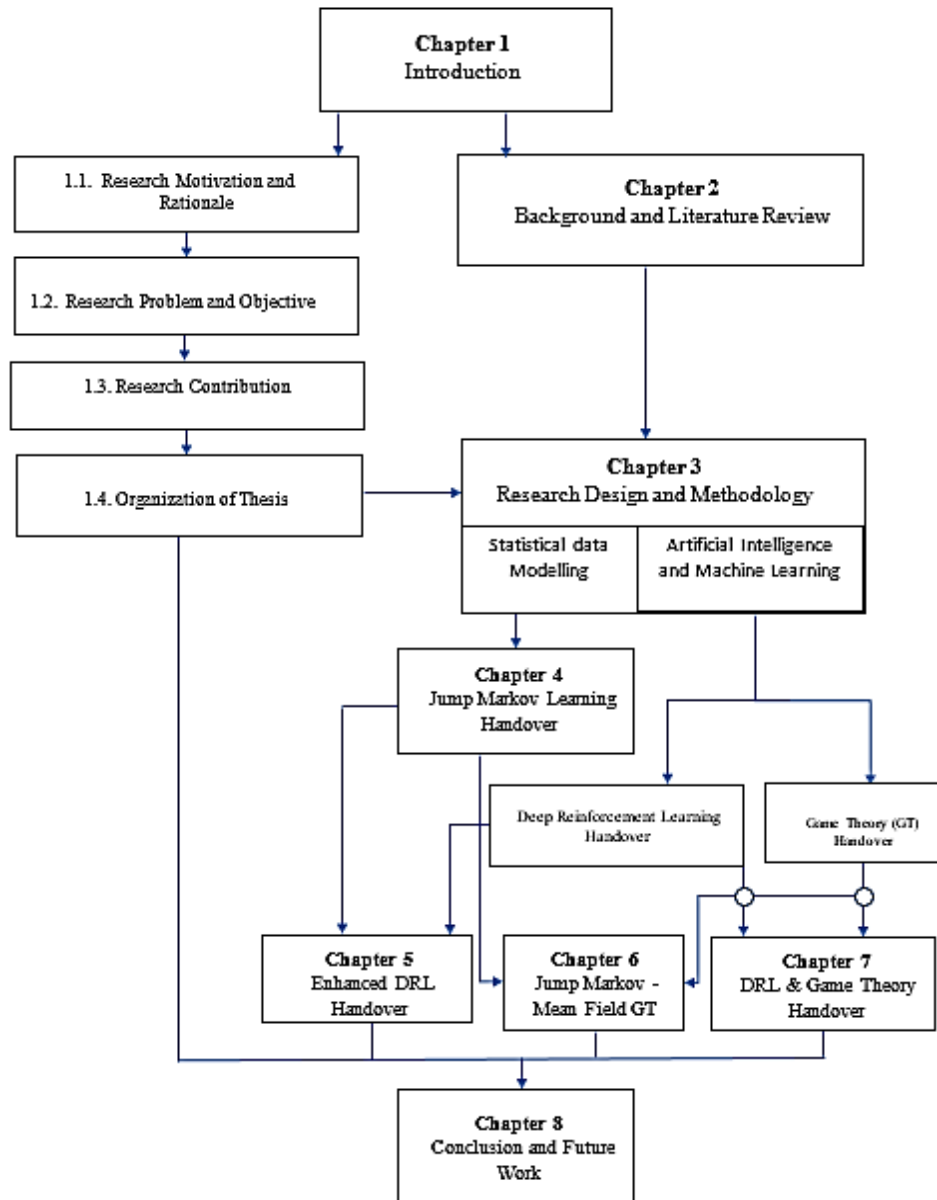 Chapter 1
Introduction
1.1. Research Motivation and
Rationale
Chapter 2
Background and Literature Review
1.2. Research Problem and Objective
1.3. Research Contribution
1.4. Organization of Thesis
Chapter 3
Research Design and Methodology
Statistical data
Modelling
Artificial Intelligence
and Machine Learning
Chapter 4
Jump Markov Learning
Handover
Deep Reinforcement Learning
Handover
Game Theory (GT)
Handover
Chapter 5
Enhanced DRL
Handover
Chapter 6
Jump Markov -
Mean Field GT
Chapter 7
DRL & Game Theory
Handover
Chapter 8
Conclusion and Future
Work